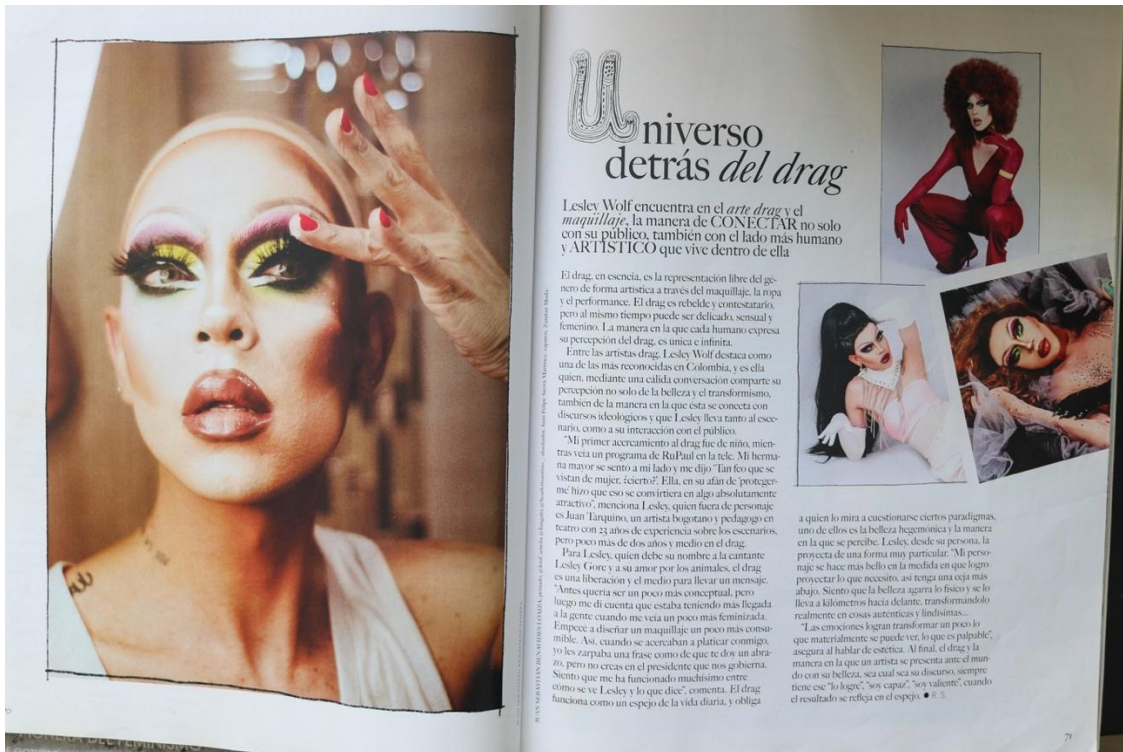 Universo
detrás del drag
Lesley Wolf encuentra en el arte drag y el
maquillaje, la manera de CONECTAR no solo
con su público, también con el lado más humano
y ARTÍSTICO que vive dentro de ella
El drag, en esencia, es la representación libre del gé-
nero de forma artística a través del maquillaje, la ropa
y el performance. El drag es rebelde y contestatario,
pero al mismo tiempo puede ser delicado, sensual y
femenino. La manera en la que cada humano expresa
su percepción del drag, es única e infinita.
Entre las artistas drag, Lesley Wolf destaca como
una de las más reconocidas en Colombia, y es ella
quien, mediante una cálida conversación comparte su
percepción no solo de la belleza y el transformismo,
también de la manera en la que ésta se conecta con
discursos ideológicos y que Lesley lleva tanto al esce-
nario, como a su interacción con el público.
"Mi primer acercamiento al drag fue de niño, mien-
tras veía un programa de RuPaul en la tele. Mi herma-
na mayor se sentó a mi lado y me dijo 'Tan feo que se
vistan de mujer, ¿cierto?'. Ella, en su afán de 'proteger-
me' hizo que eso se convirtiera en algo absolutamente
atractivo", menciona Lesley, quien fuera de personaje
es Juan Tarquino, un artista bogotano y pedagogo en
teatro con 23 años de experiencia sobre los escenarios,
pero poco más de dos años y medio en el drag.
Para Lesley, quien debe su nombre a la cantante
Lesley Gore y a su amor por los animales, el drag
es una liberación y el medio para llevar un mensaje.
"Antes quería ser un poco más conceptual, pero
luego me di cuenta que estaba teniendo más llegada
a la gente cuando me veía un poco más feminizada.
Empecé a diseñar un maquillaje un poco más consu-
mible. Así, cuando se acercaban a platicar conmigo,
yo les zarpaba una frase como de que te doy un abra-
zo, pero no creas en el presidente que nos gobierna.
Siento que me ha funcionado muchísimo entre
cómo se ve Lesley y lo que dice", comenta. El drag
funciona como un espejo de la vida diaria, y obliga
a quien lo mira a cuestionarse ciertos paradigmas,
uno de ellos es la belleza hegemónica y la manera
en la que se percibe. Lesley, desde su persona, la
proyecta de una forma muy particular. "Mi perso-
naje se hace más bello en la medida en que logro
proyectar lo que necesito, así tenga una ceja más
abajo. Siento que la belleza agarra lo físico y se lo
lleva a kilómetros hacia delante, transformándolo
realmente en cosas auténticas y lindísimas...
"Las emociones logran transformar un poco lo
que materialmente se puede ver, lo que es palpable",
asegura al hablar de estética. Al final, el drag y la
manera en la que un artista se presenta ante el mun-
do con su belleza, sea cual sea su discurso, siempre
tiene ese "lo logré", "soy capaz", "soy valiente", cuando
el resultado se refleja en el espejo. ● R. S.
71
DEL FEMINISMO